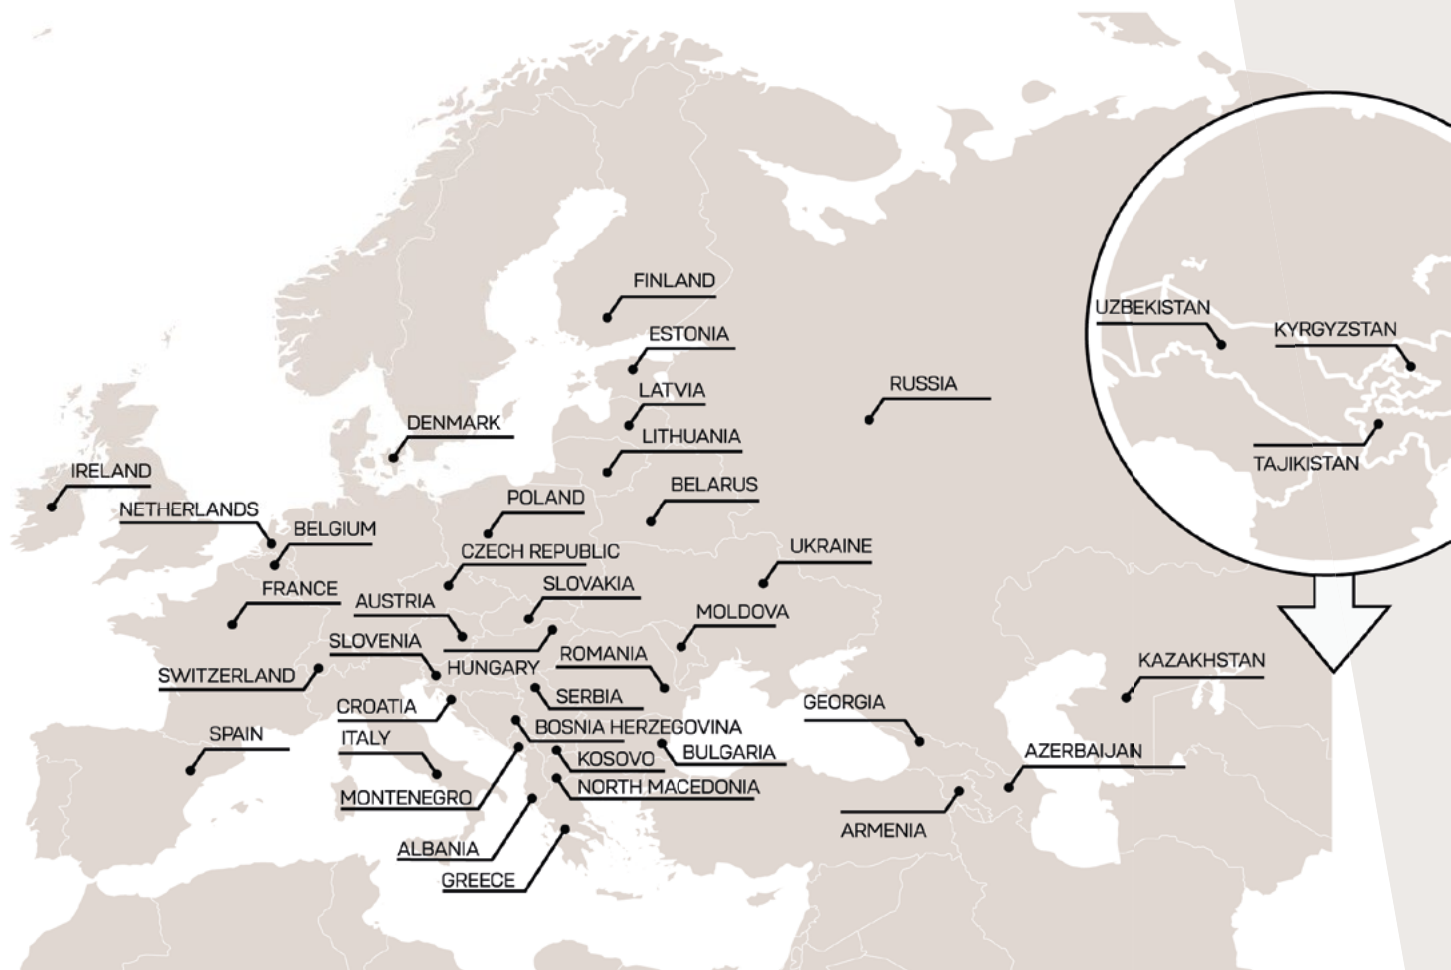 FINLAND
UZBEKISTAN
KYRGYZSTAN
ESTONIA
RUSSIA
LATVIA
DENMARK
LITHUANIA
TAJIKISTAN
IRELAND
BELARUS
POLAND
NETHERLANDS
BELGIUM
UKRAINE
CZECH REPUBLIC
SLOVAKIA
FRANCE
AUSTRIA
MOLDOVA
SLOVENIA
ROMANIA
KAZAKHSTAN
HUNGARY
SWITZERLAND
SERBIA
GEORGIA
CROATIA
BOSNIA HERZEGOVINA
SPAIN
ITALY
BULGARIA
AZERBAIJAN
KOSOVO
NORTH MACEDONIA
MONTENEGRO
ARMENIA
ALBANIA
GREECE